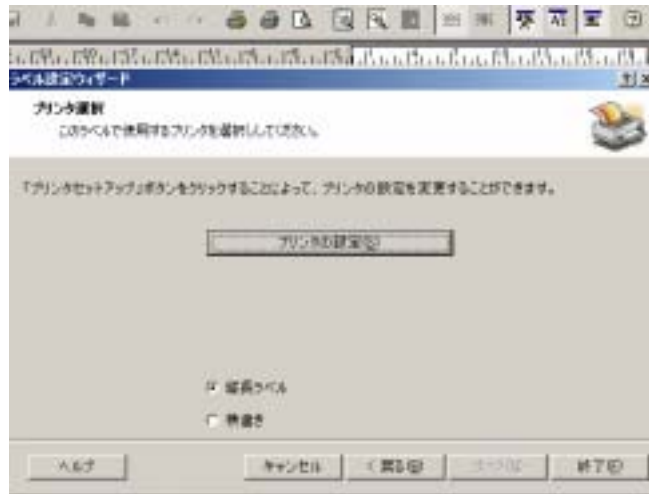 ラベル設定ウィザード
プリンタ選択
このラベルで使用するプリンタを選択してください。
「プリンタセットアップ」ボタンをクリックすることによって、プリンタの設定を変更することができます。
プリンタの設定(S)
縦長ラベル
横書き
ヘルプ
キャンセル
< 戻る(B)
終了(F)